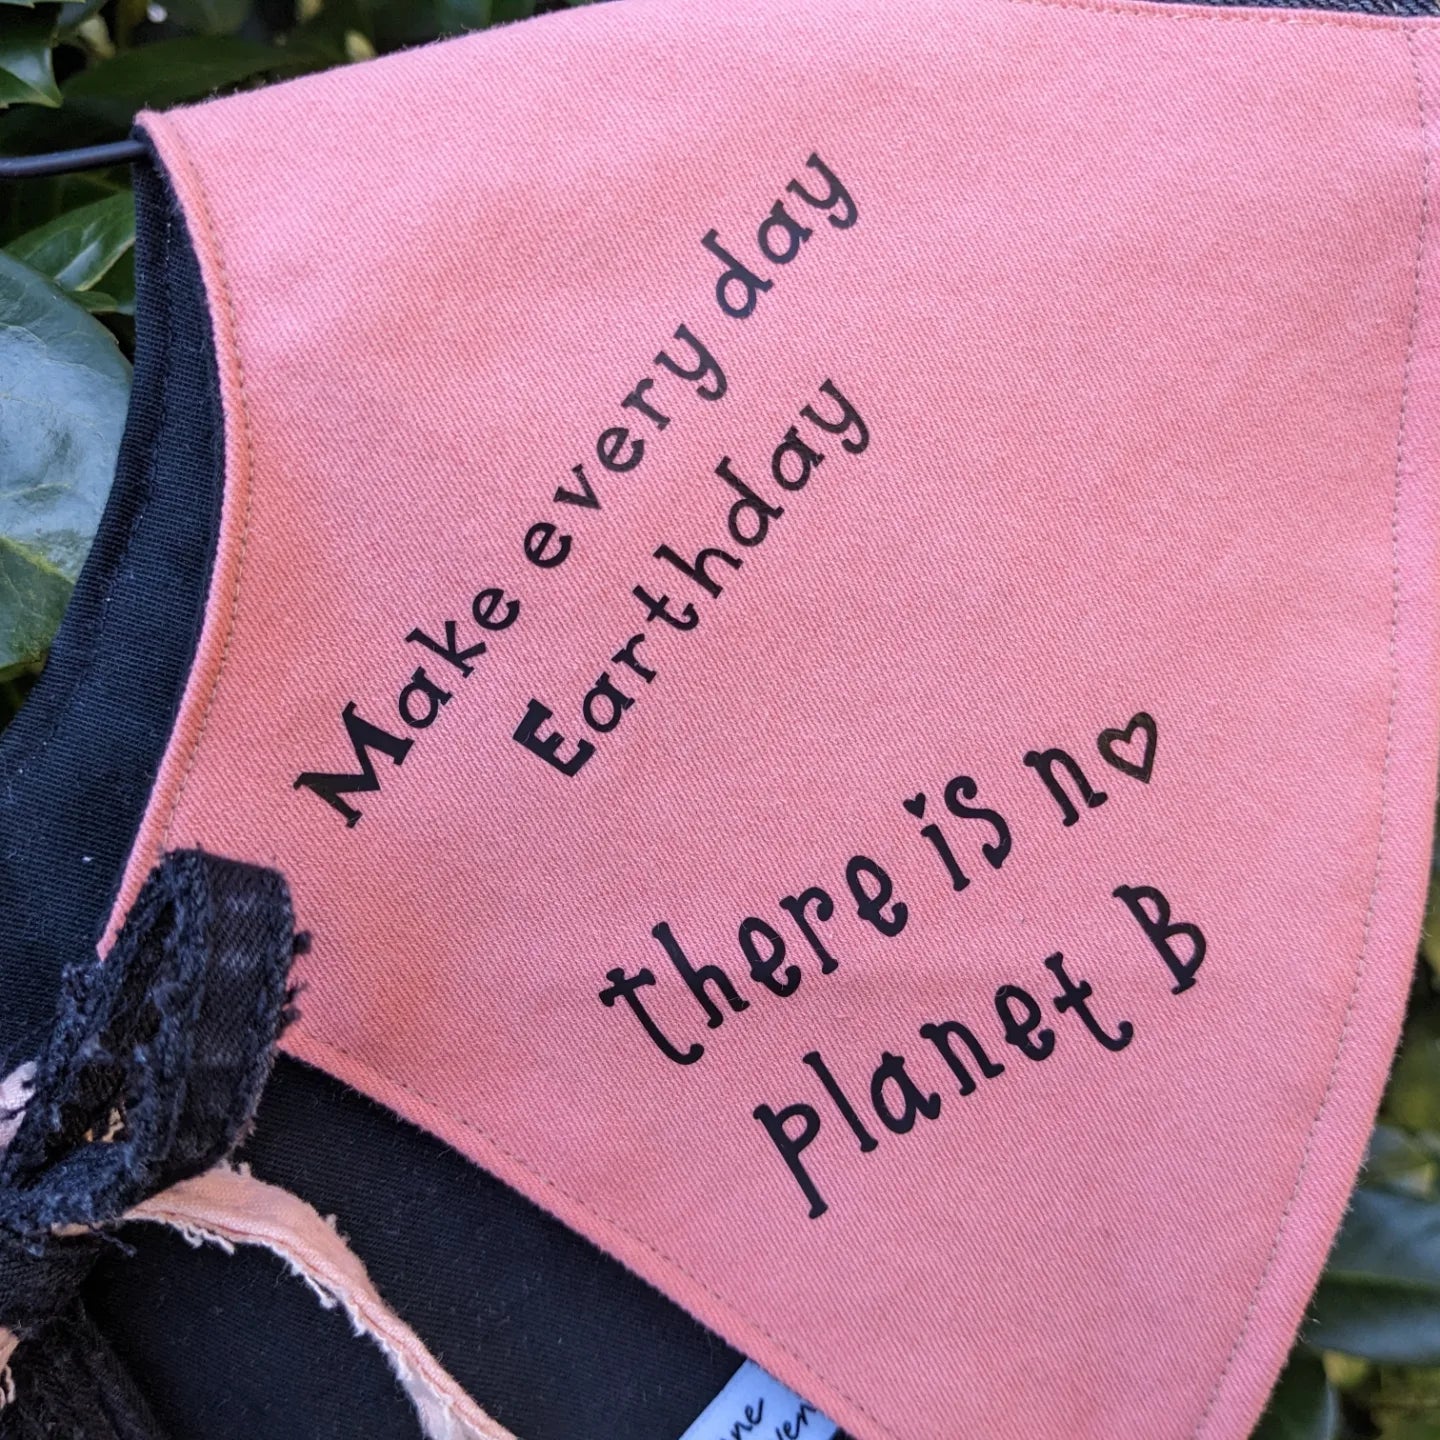 Make every day
Earthday
there is no
planet B